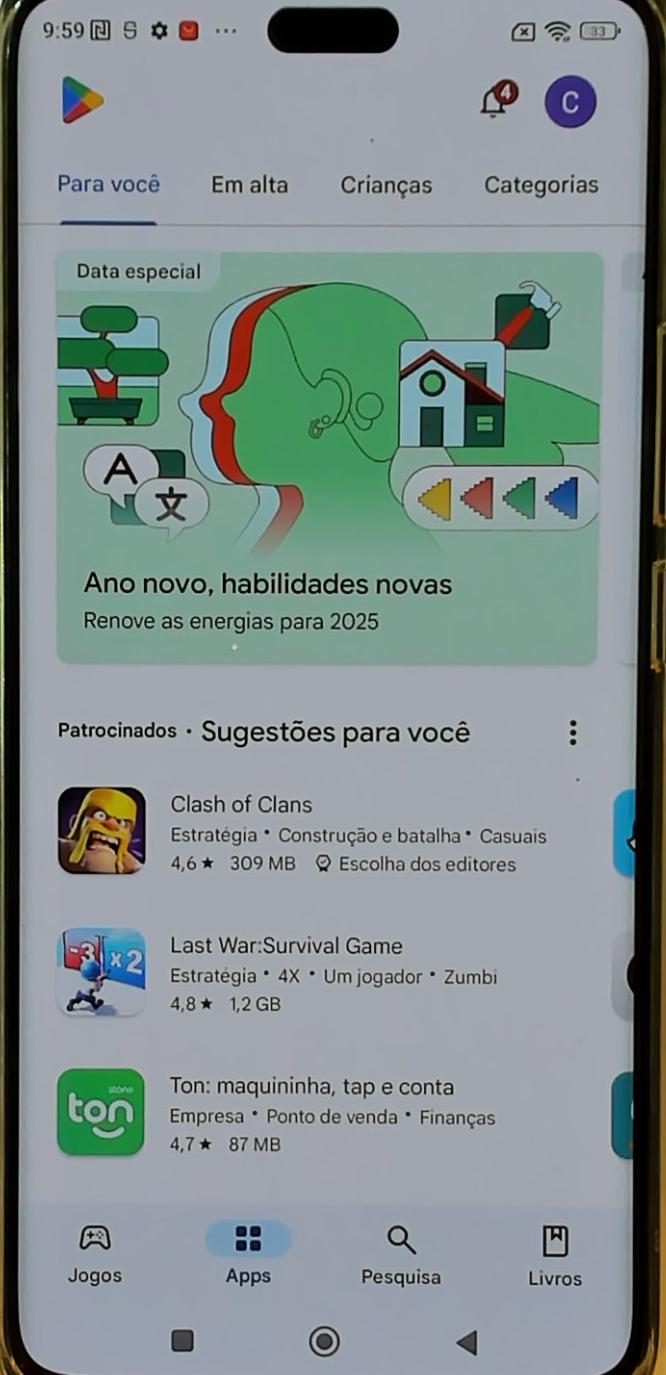 9:59 33
4 C
Para você Em alta Crianças Categorias
Data especial
A 文
Ano novo, habilidades novas
Renove as energias para 2025
Patrocinados · Sugestões para você
Clash of Clans
Estratégia • Construção e batalha • Casuais
4,6 ★ 309 MB Escolha dos editores
-3 x2
Last War:Survival Game
Estratégia • 4X • Um jogador • Zumbi
4,8 ★ 1,2 GB
stone
ton
Ton: maquininha, tap e conta
Empresa • Ponto de venda • Finanças
4,7 ★ 87 MB
Jogos Apps Pesquisa Livros